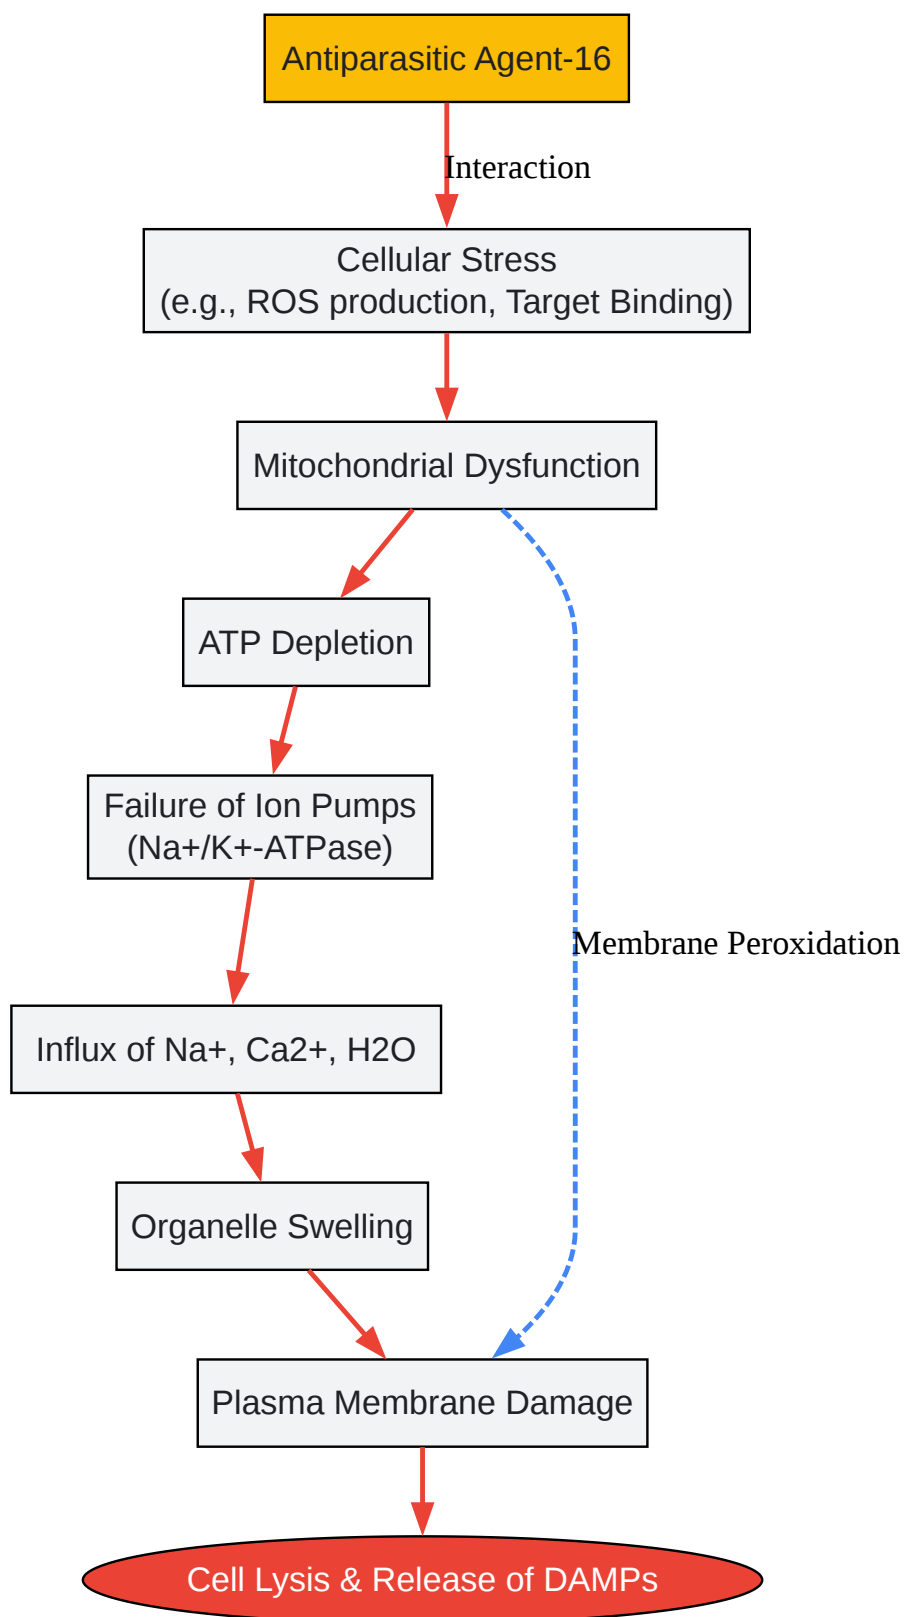 Antiparasitic Agent-16
Interaction
Cellular Stress
(e.g., ROS production, Target Binding)
Mitochondrial Dysfunction
ATP Depletion
Failure of Ion Pumps
(Na+/K+-ATPase)
Membrane Peroxidation
Influx of Na+, Ca2+, H2O
Organelle Swelling
Plasma Membrane Damage
Cell Lysis & Release of DAMPs